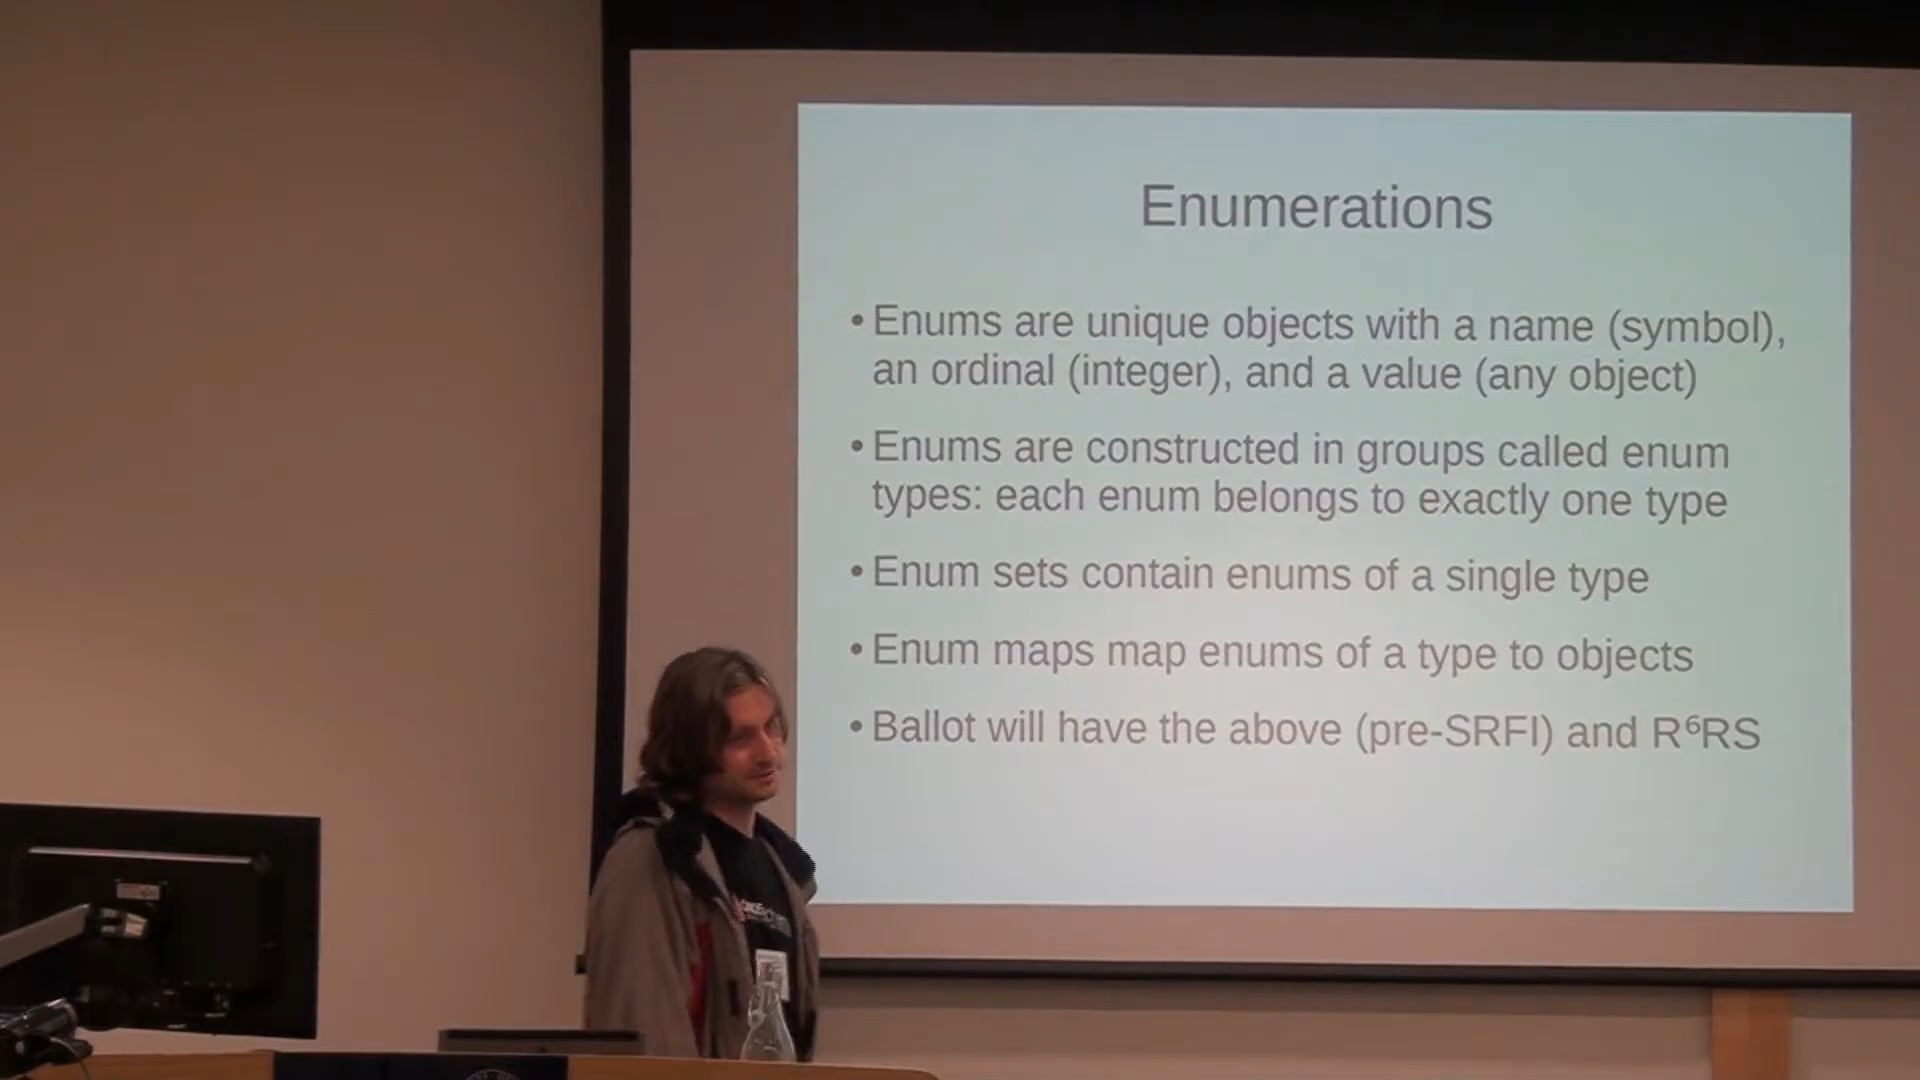 Enumerations
• Enums are unique objects with a name (symbol),
an ordinal (integer), and a value (any object)
• Enums are constructed in groups called enum
types: each enum belongs to exactly one type
• Enum sets contain enums of a single type
• Enum maps map enums of a type to objects
• Ballot will have the above (pre-SRFI) and R⁶RS